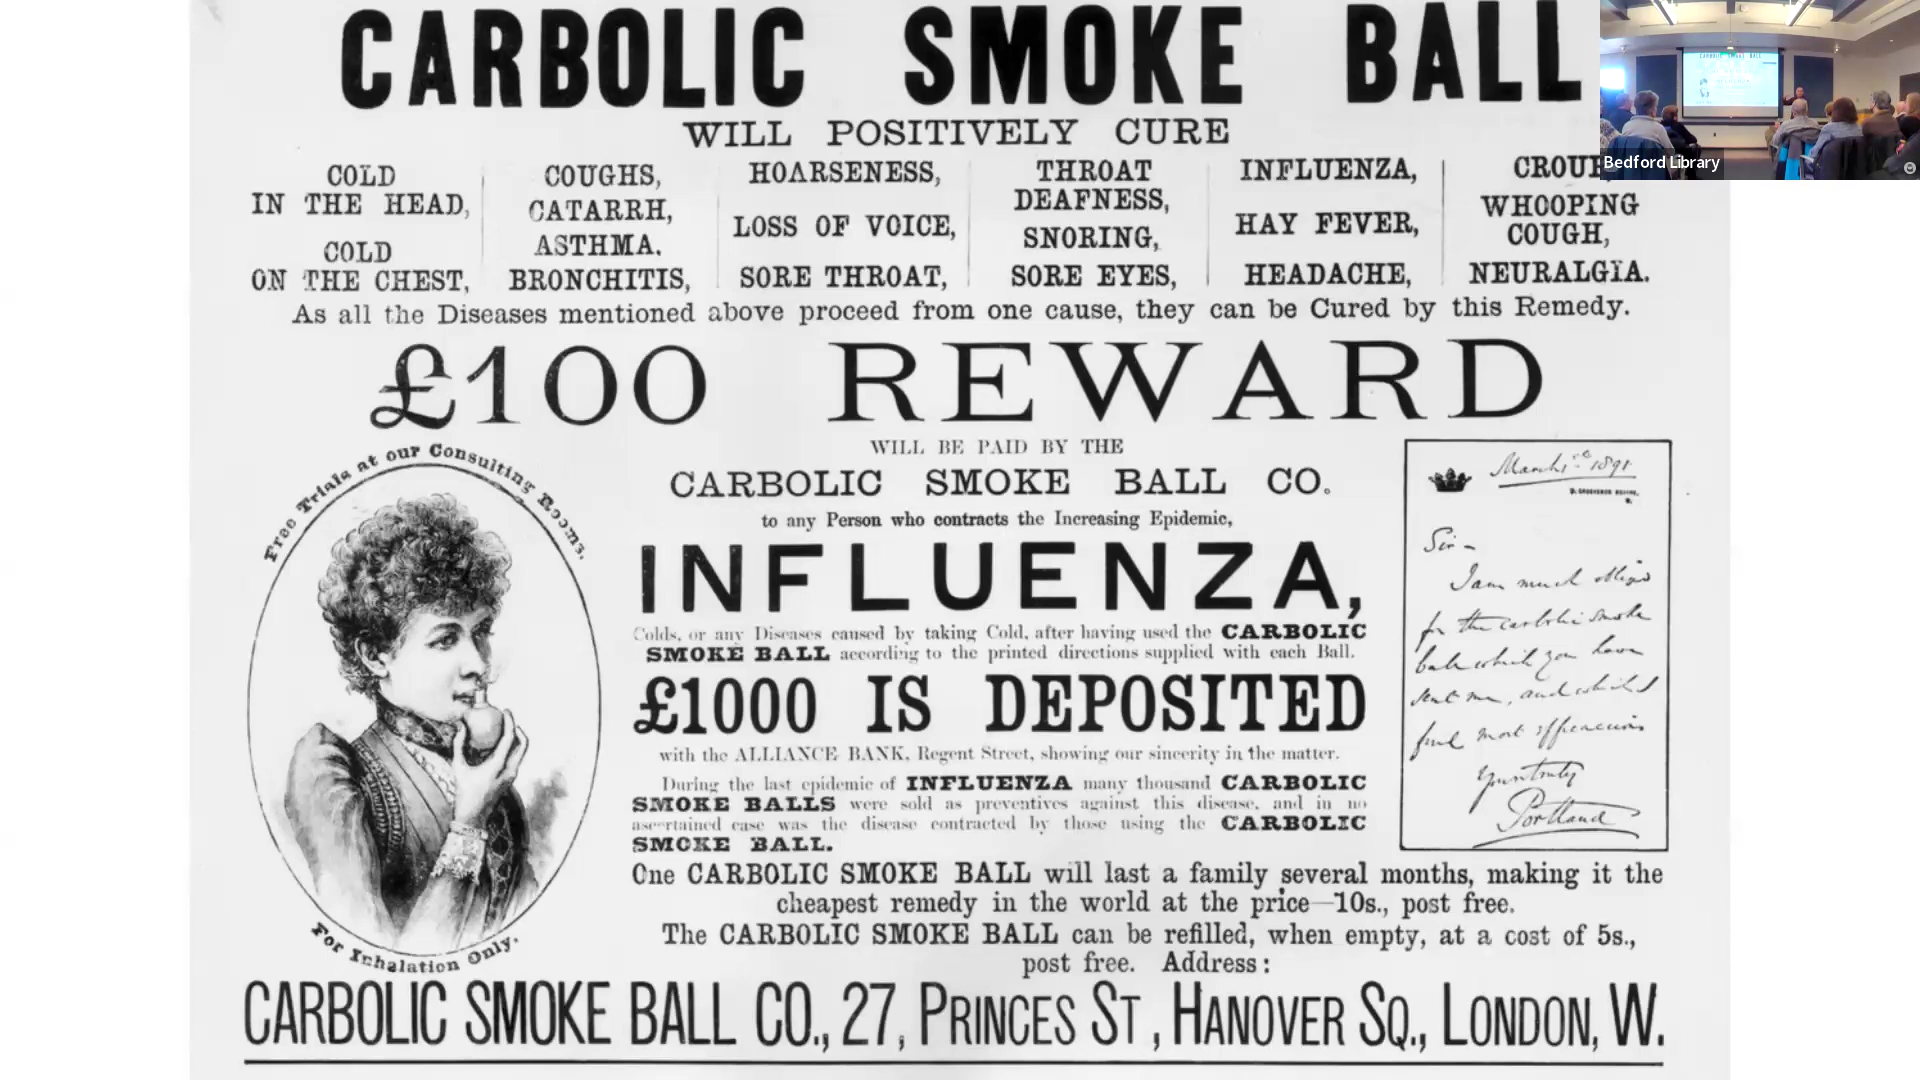 CARBOLIC SMOKE BALL
WILL POSITIVELY CURE
COLD
IN THE HEAD,
COLD
ON THE CHEST,
COUGHS,
CATARRH,
ASTHMA.
BRONCHITIS,
HOARSENESS,
LOSS OF VOICE,
SORE THROAT,
THROAT
DEAFNESS,
SNORING,
SORE EYES,
INFLUENZA,
HAY FEVER,
HEADACHE,
WHOOPING
COUGH,
NEURALGIA.
As all the Diseases mentioned above proceed from one cause, they can be Cured by this Remedy.
£100 REWARD
WILL BE PAID BY THE
CARBOLIC SMOKE BALL CO.
to any Person who contracts the Increasing Epidemic,
INFLUENZA,
Colds, or any Diseases caused by taking Cold, after having used the CARBOLIC
SMOKE BALL according to the printed directions supplied with each Ball.
£1000 IS DEPOSITED
with the ALLIANCE BANK, Regent Street, showing our sincerity in the matter.
During the last epidemic of INFLUENZA many thousand CARBOLIC
SMOKE BALLS were sold as preventives against this disease, and in no
ascertained case was the disease contracted by those using the CARBOLIC
SMOKE BALL.
One CARBOLIC SMOKE BALL will last a family several months, making it the
cheapest remedy in the world at the price—10s., post free.
The CARBOLIC SMOKE BALL can be refilled, when empty, at a cost of 5s.,
post free. Address:
CARBOLIC SMOKE BALL CO., 27, PRINCES ST, HANOVER SQ., LONDON, W.
Free Trials at our Consulting Rooms.
For Inhalation Only.
March 1st 1891
Sir -
I am much obliged
for the carbolic smoke
ball which you have
sent me, and which I
find most efficacious
Yours truly
Portland
Bedford Library
CARBOLIC SMOKE BALL